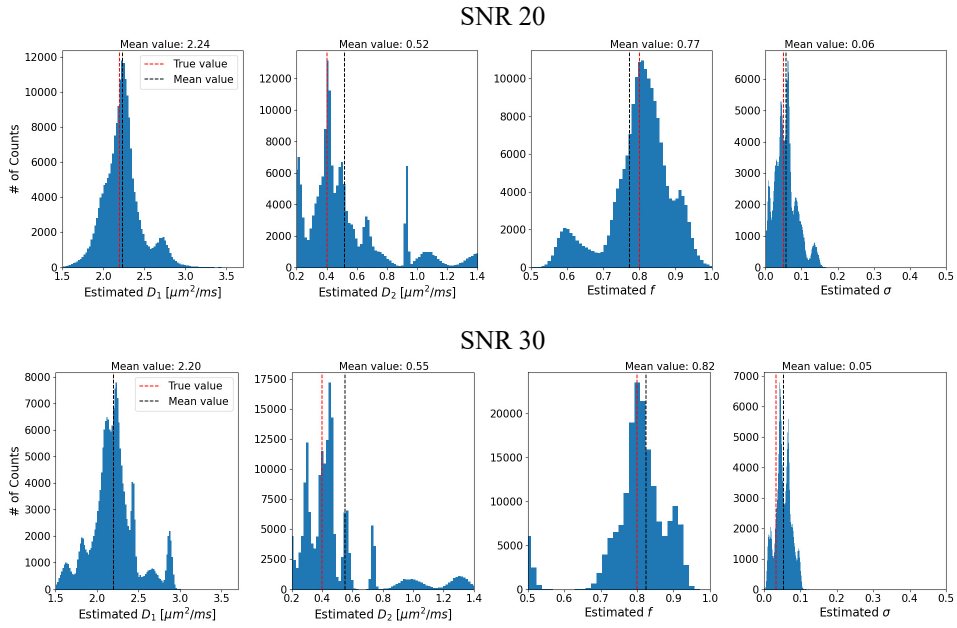 SNR 20
Mean value: 2.24
Mean value: 0.52
Mean value: 0.77
Mean value: 0.06
True value
Mean value
# of Counts
12000
10000
8000
6000
4000
2000
0
1.5 2.0 2.5 3.0 3.5
Estimated D₁ [μm²/ms]
12000
10000
8000
6000
4000
2000
0
0.2 0.4 0.6 0.8 1.0 1.2 1.4
Estimated D₂ [μm²/ms]
10000
8000
6000
4000
2000
0
0.5 0.6 0.7 0.8 0.9 1.0
Estimated f
6000
5000
4000
3000
2000
1000
0
0.0 0.1 0.2 0.3 0.4 0.5
Estimated σ
SNR 30
Mean value: 2.20
Mean value: 0.55
Mean value: 0.82
Mean value: 0.05
True value
Mean value
# of Counts
8000
7000
6000
5000
4000
3000
2000
1000
0
1.5 2.0 2.5 3.0 3.5
Estimated D₁ [μm²/ms]
17500
15000
12500
10000
7500
5000
2500
0
0.2 0.4 0.6 0.8 1.0 1.2 1.4
Estimated D₂ [μm²/ms]
20000
15000
10000
5000
0
0.5 0.6 0.7 0.8 0.9 1.0
Estimated f
7000
6000
5000
4000
3000
2000
1000
0
0.0 0.1 0.2 0.3 0.4 0.5
Estimated σ